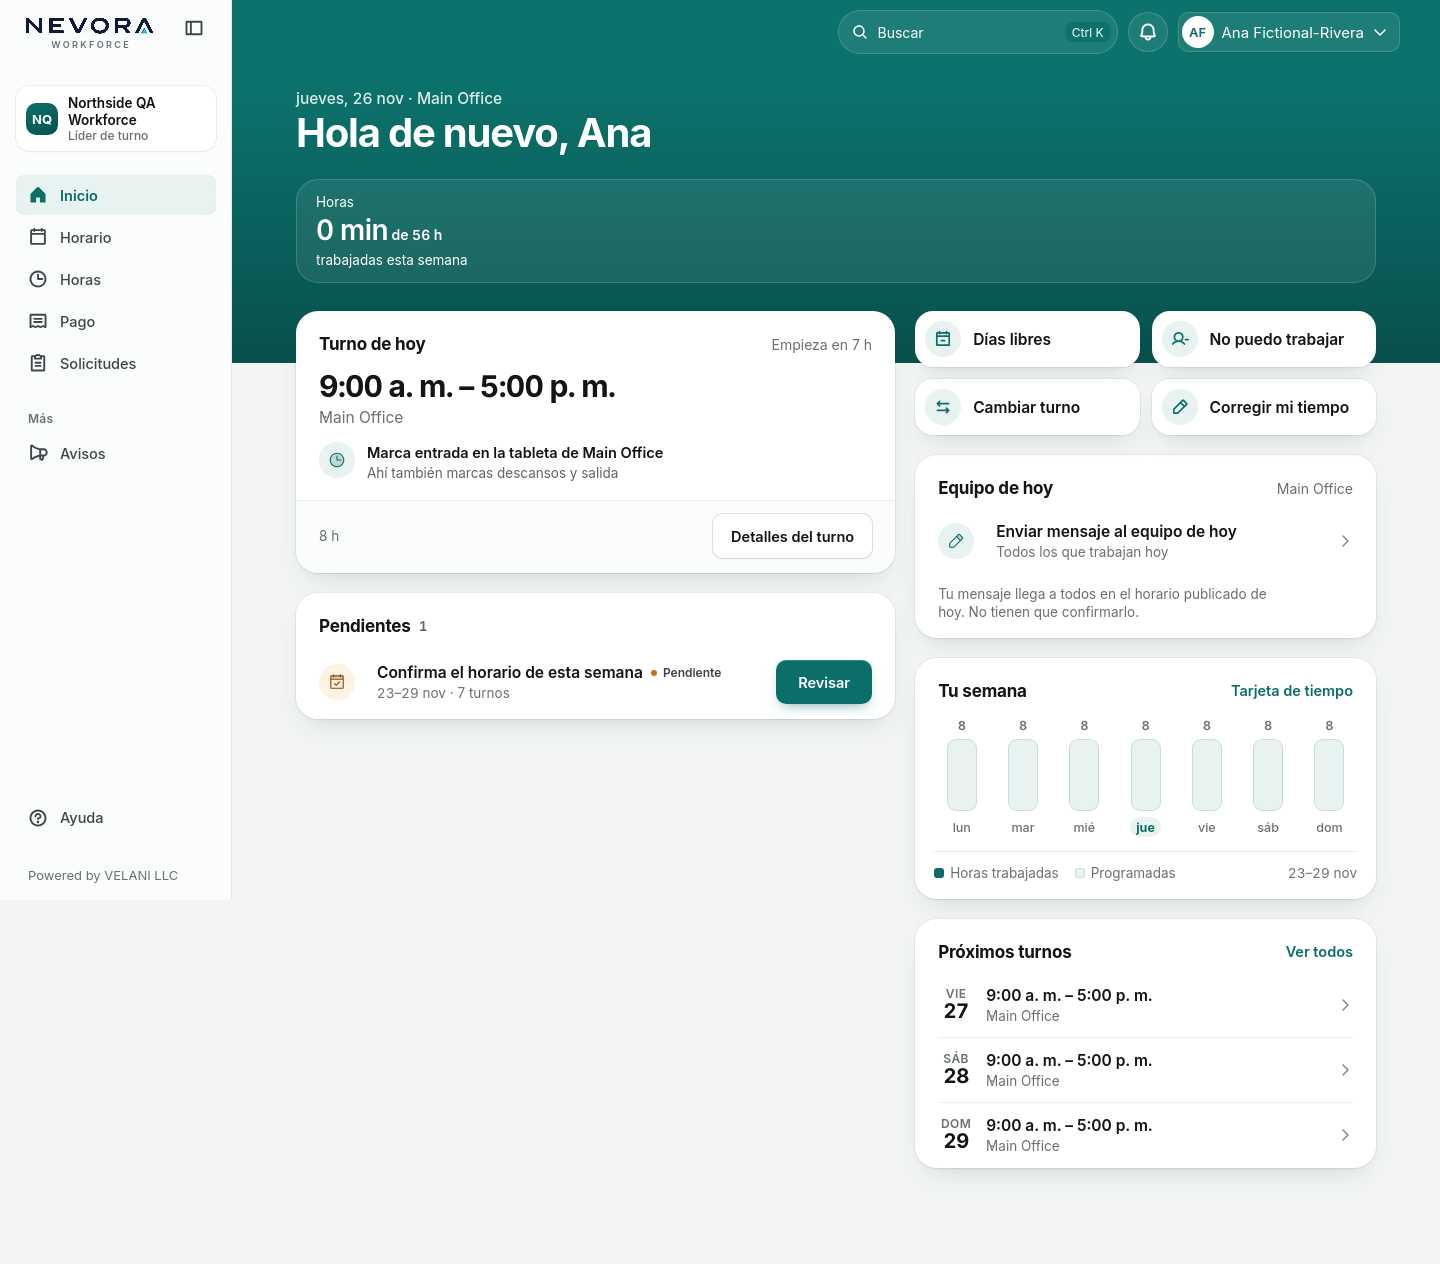 NEVORA
WORKFORCE
Buscar
Ctrl K
AF
Ana Fictional-Rivera
NQ
Northside QA
Workforce
Líder de turno
Inicio
Horario
Horas
Pago
Solicitudes
Más
Avisos
Ayuda
Powered by VELANI LLC
jueves, 26 nov · Main Office
Hola de nuevo, Ana
Horas
0 min de 56 h
trabajadas esta semana
Turno de hoy
Empieza en 7 h
9:00 a. m. – 5:00 p. m.
Main Office
Marca entrada en la tableta de Main Office
Ahí también marcas descansos y salida
8 h
Detalles del turno
Pendientes 1
Confirma el horario de esta semana
Pendiente
23–29 nov · 7 turnos
Revisar
Días libres
No puedo trabajar
Cambiar turno
Corregir mi tiempo
Equipo de hoy
Main Office
Enviar mensaje al equipo de hoy
Todos los que trabajan hoy
Tu mensaje llega a todos en el horario publicado de
hoy. No tienen que confirmarlo.
Tu semana
Tarjeta de tiempo
8 8 8 8 8 8 8
lun mar mié jue vie sáb dom
Horas trabajadas
Programadas
23–29 nov
Próximos turnos
Ver todos
VIE
27
9:00 a. m. – 5:00 p. m.
Main Office
SÁB
28
9:00 a. m. – 5:00 p. m.
Main Office
DOM
29
9:00 a. m. – 5:00 p. m.
Main Office